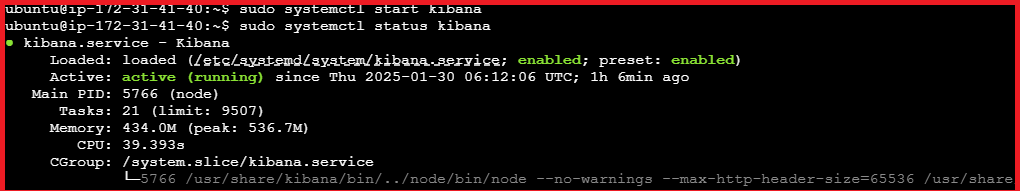 ubuntu@ip-172-31-41-40:~$ sudo systemctl start kibana
ubuntu@ip-172-31-41-40:~$ sudo systemctl status kibana
● kibana.service - Kibana
Loaded: loaded (/etc/systemd/system/kibana.service; enabled; preset: enabled)
Active: active (running) since Thu 2025-01-30 06:12:06 UTC; 1h 6min ago
Main PID: 5766 (node)
Tasks: 21 (limit: 9507)
Memory: 434.0M (peak: 536.7M)
CPU: 39.393s
CGroup: /system.slice/kibana.service
└─5766 /usr/share/kibana/bin/../node/bin/node --no-warnings --max-http-header-size=65536 /usr/share